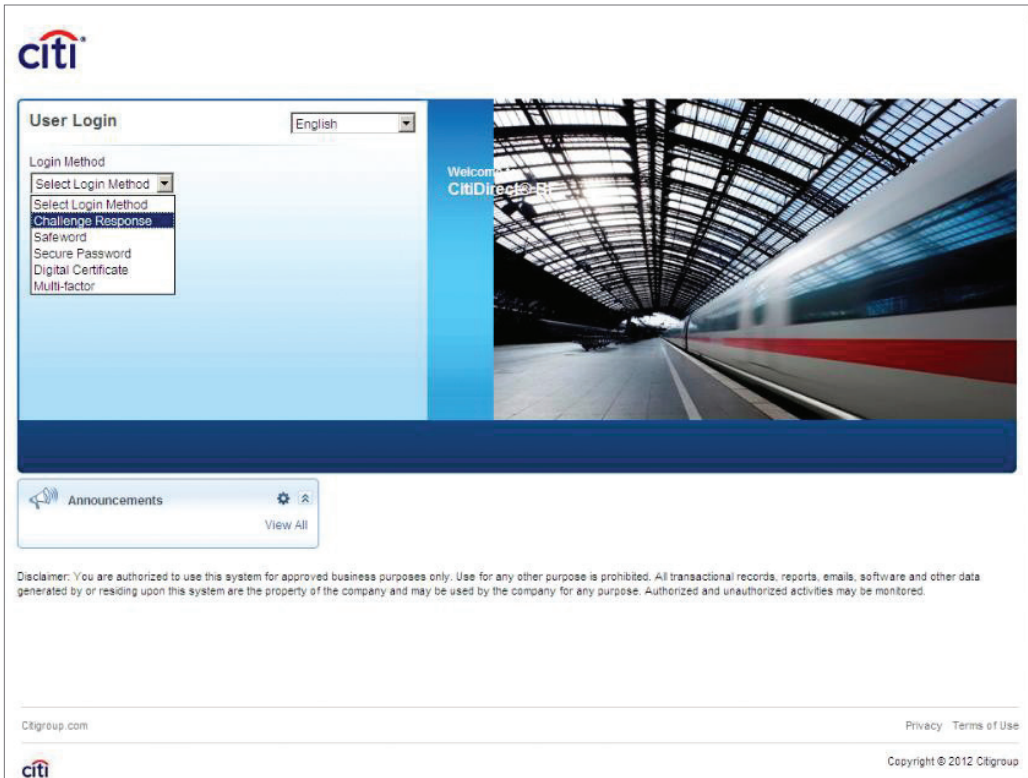 citi
User Login
English
Login Method
Select Login Method
Select Login Method
Challenge Response
Safeword
Secure Password
Digital Certificate
Multi-factor
Welcome to
CitiDirect® BE
Announcements
View All
Disclaimer: You are authorized to use this system for approved business purposes only. Use for any other purpose is prohibited. All transactional records, reports, emails, software and other data
generated by or residing upon this system are the property of the company and may be used by the company for any purpose. Authorized and unauthorized activities may be monitored.
Citigroup.com
Privacy Terms of Use
citi
Copyright © 2012 Citigroup